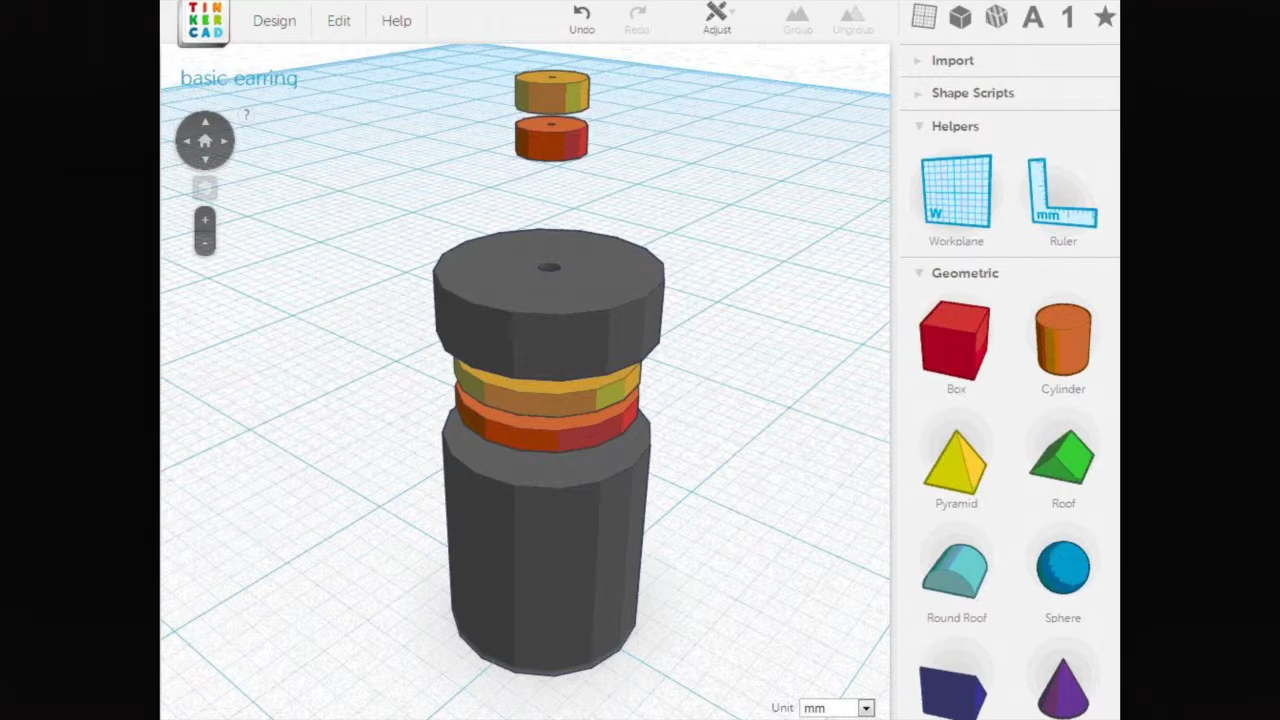 TIN
KER
CAD
Design
Edit
Help
Undo
Redo
Adjust
Group
Ungroup
A
1
basic earring
?
+
-
Import
Shape Scripts
Helpers
W
mm
Workplane
Ruler
Geometric
Box
Cylinder
Pyramid
Roof
Round Roof
Sphere
Unit
mm